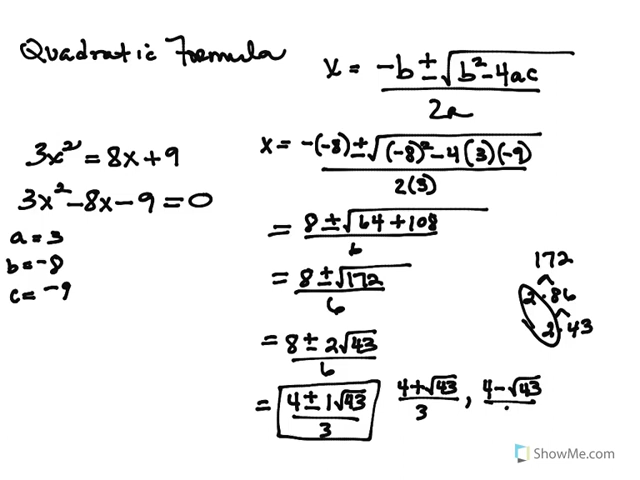 Quadratic Formula
x = -b ± √(b² - 4ac) / 2a
3x² = 8x + 9
3x² - 8x - 9 = 0
a = 3
b = -8
c = -9
x = -(-8) ± √((-8)² - 4(3)(-9)) / 2(3)
= 8 ± √(64 + 108) / 6
= 8 ± √172 / 6
= 8 ± 2√43 / 6
= 4 ± 1√43 / 3
4 + √43 / 3 , 4 - √43 / .
172
2 · 86
2 · 43
ShowMe.com